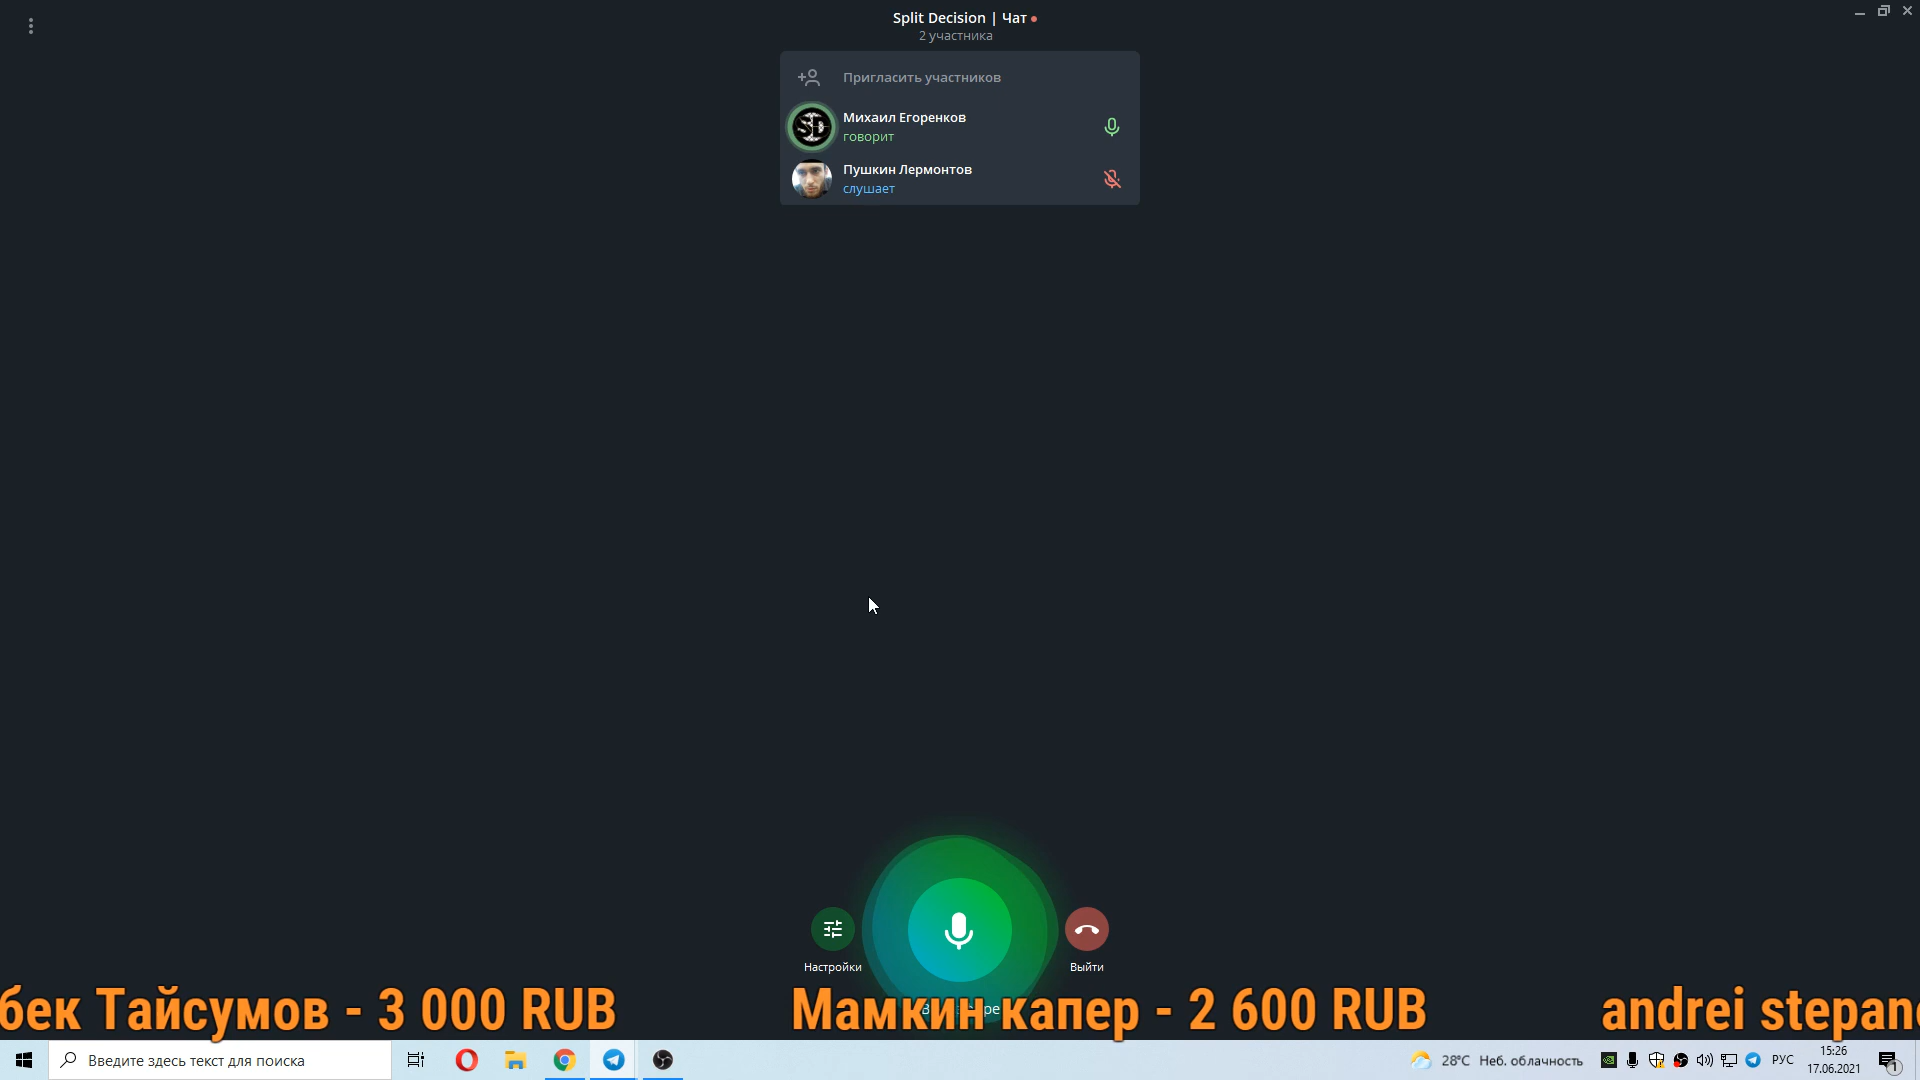 Split Decision | Чат
2 участника
Пригласить участников
Михаил Егоренков
говорит
Пушкин Лермонтов
слушает
Настройки
Выйти
бек Тайсумов - 3 000 RUB
Мамкин капер - 2 600 RUB
andrei
Введите здесь текст для поиска
28°C Неб. облачность
РУС
15:26
17.06.2021
1